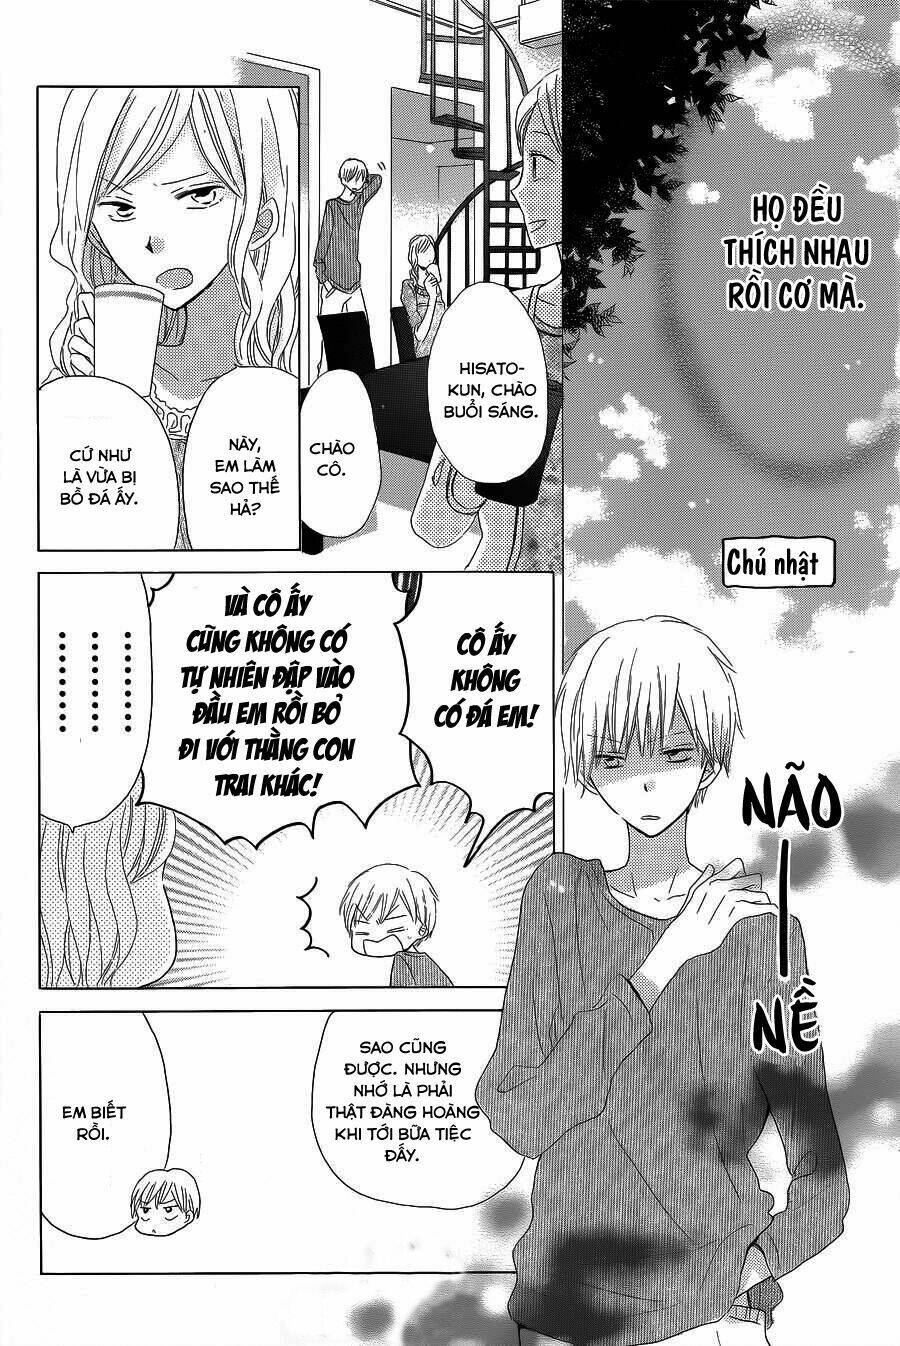 HỌ ĐỀU
THÍCH NHAU
RỒI CƠ MÀ.
Chủ nhật
NÃO
NỀ
HISATO-
KUN, CHÀO
BUỔI SÁNG.
CHÀO
CÔ.
NÀY,
EM LÀM
SAO THẾ
HẢ?
CỨ NHƯ
LÀ VỪA BỊ
BỒ ĐÁ ẤY.
CÔ ẤY
KHÔNG
CÓ ĐÁ EM!
VÀ CÔ ẤY
CŨNG KHÔNG CÓ
TỰ NHIÊN ĐẬP VÀO
ĐẦU EM RỒI BỎ
ĐI VỚI THẰNG CON
TRAI KHÁC!
SAO CŨNG
ĐƯỢC. NHƯNG
NHỚ LÀ PHẢI
THẬT ĐÀNG HOÀNG
KHI TỚI BỮA TIỆC
ĐẤY.
EM BIẾT
RỒI.